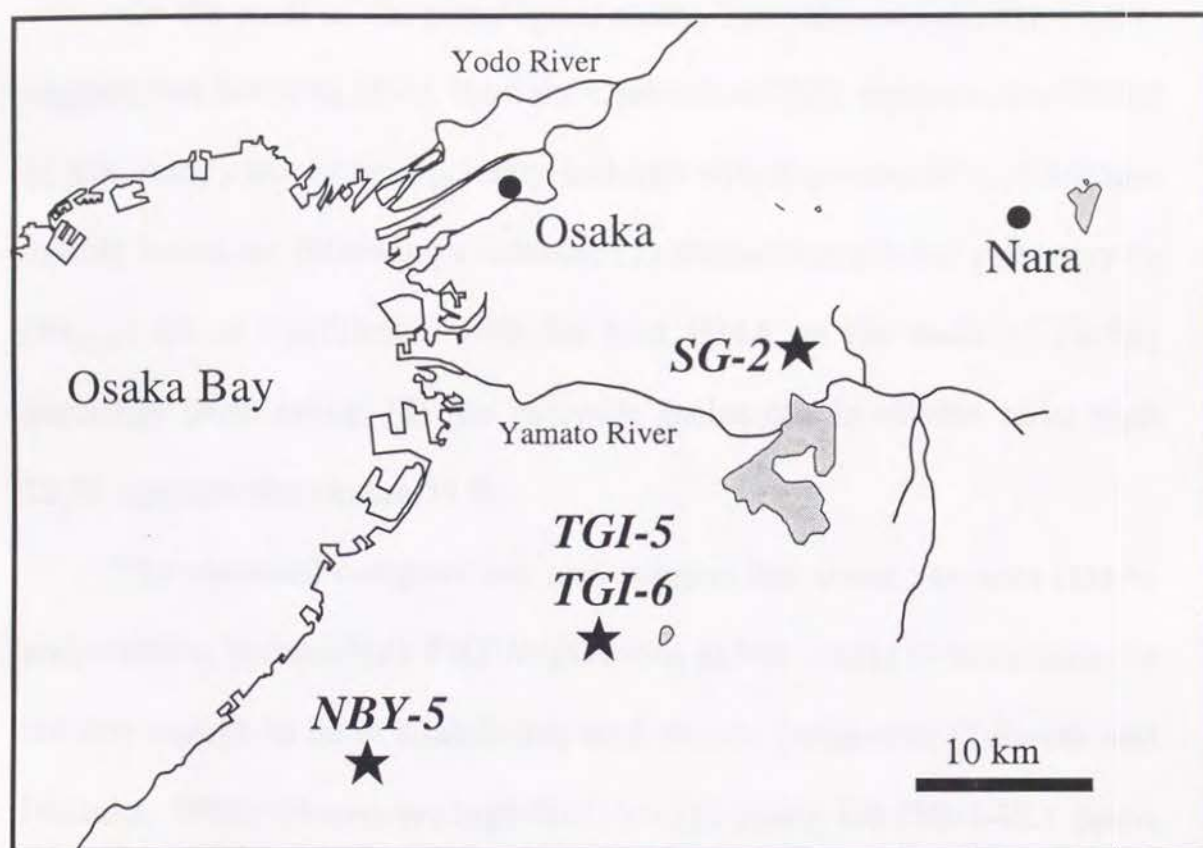 Yodo River
Osaka
Nara
SG-2
Osaka Bay
Yamato River
TGI-5
TGI-6
NBY-5
10 km